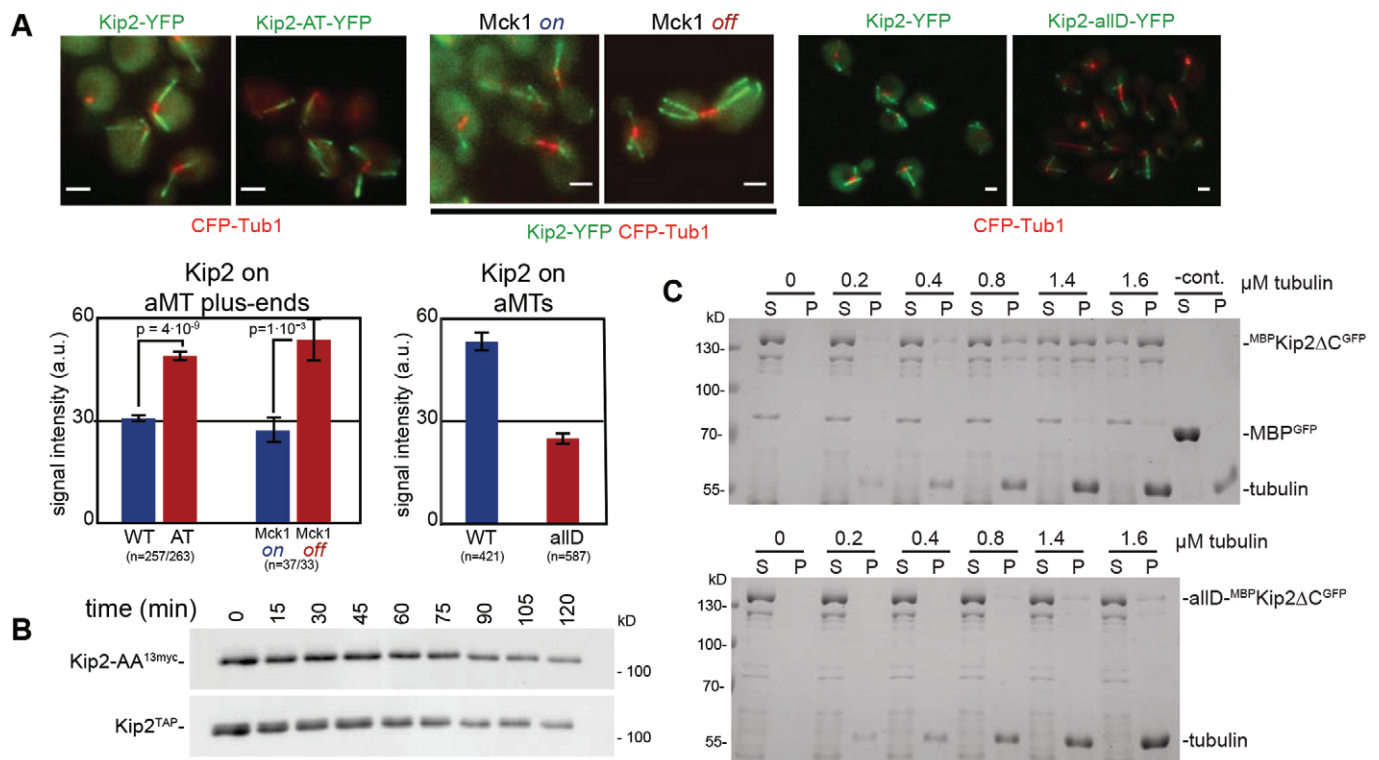 A
Kip2-YFP Kip2-AT-YFP
CFP-Tub1
Mck1 on Mck1 off
Kip2-YFP CFP-Tub1
Kip2-YFP Kip2-allD-YFP
CFP-Tub1
Kip2 on
aMT plus-ends
signal intensity (a.u.)
60
30
0
p = 4·10⁻⁹
p=1·10⁻³
WT AT Mck1 Mck1
on off
(n=257/263) (n=37/33)
Kip2 on
aMTs
signal intensity (a.u.)
60
30
0
WT allD
(n=421) (n=587)
B
time (min) 0 15 30 45 60 75 90 105 120
kD
Kip2-AA¹³ᵐʸᶜ-
- 100
Kip2ᵀᴬᴾ-
- 100
C
0 0.2 0.4 0.8 1.4 1.6 -cont. µM tubulin
S P S P S P S P S P S P S P
kD
130-
100-
70-
55-
-ᴹᴮᴾKip2ΔCᴳᶠᴾ
-MBPᴳᶠᴾ
-tubulin
0 0.2 0.4 0.8 1.4 1.6 µM tubulin
S P S P S P S P S P S P
kD
130-
100-
70-
55-
-allD-ᴹᴮᴾKip2ΔCᴳᶠᴾ
-tubulin